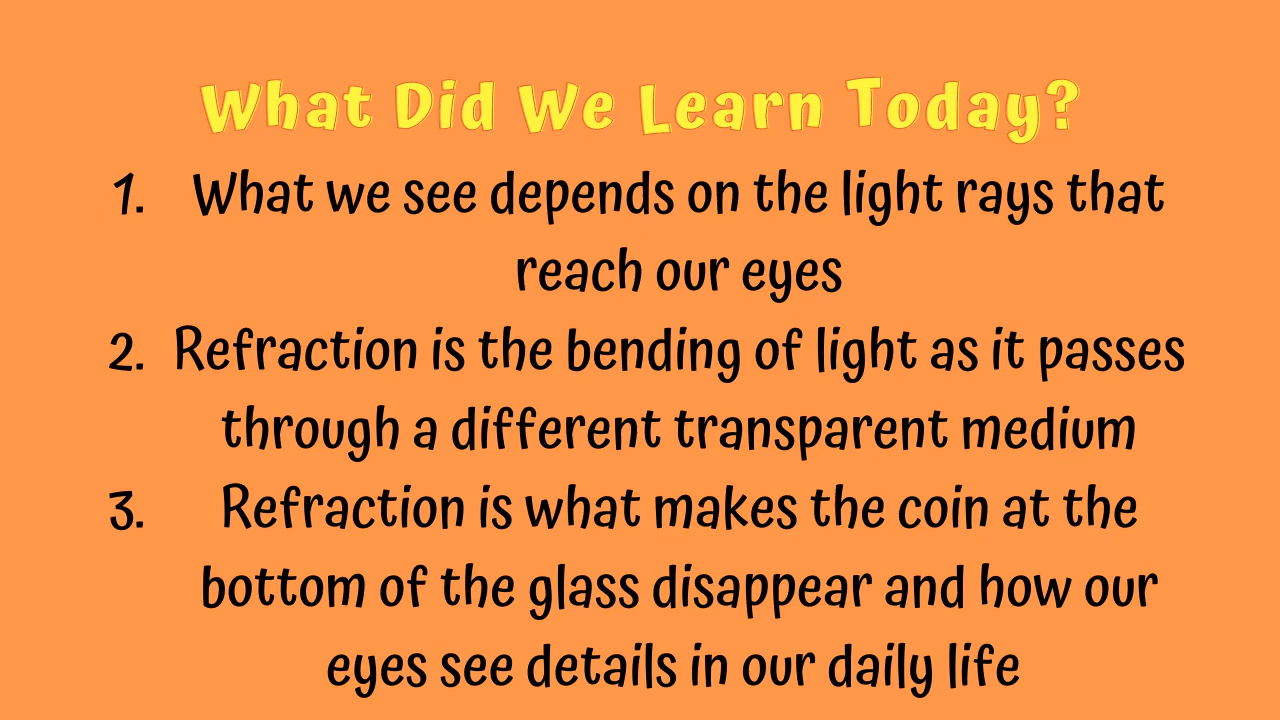 What Did We Learn Today?
1. What we see depends on the light rays that
reach our eyes
2. Refraction is the bending of light as it passes
through a different transparent medium
3. Refraction is what makes the coin at the
bottom of the glass disappear and how our
eyes see details in our daily life